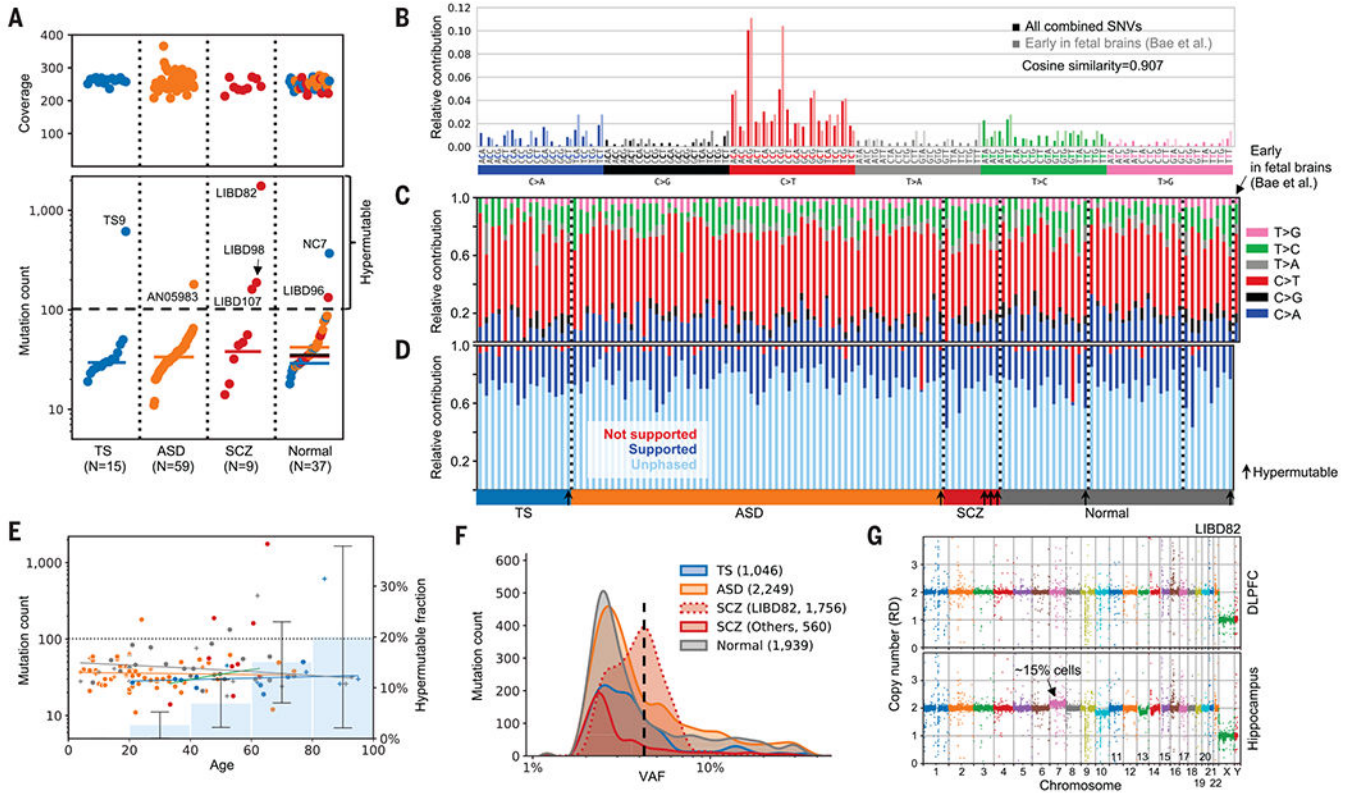 A
400
300
200
100
Coverage
1,000
100
10
Mutation count
TS9
LIBD82
LIBD98
NC7
AN05983
LIBD107
LIBD96
Hypermutable
TS
(N=15)
ASD
(N=59)
SCZ
(N=9)
Normal
(N=37)
B
0.12
0.10
0.08
0.06
0.04
0.02
0.00
Relative contribution
All combined SNVs
Early in fetal brains (Bae et al.)
Cosine similarity=0.907
C>A
C>G
C>T
T>A
T>C
T>G
Early
in fetal brains
(Bae et al.)
C
1.0
0.6
0.2
Relative contribution
T>G
T>C
T>A
C>T
C>G
C>A
D
1.0
0.6
0.2
Relative contribution
Not supported
Supported
Unphased
Hypermutable
TS
ASD
SCZ
Normal
E
1,000
100
10
Mutation count
30%
20%
10%
0%
Hypermutable fraction
0 20 40 60 80 100
Age
F
600
500
400
300
200
100
0
Mutation count
TS (1,046)
ASD (2,249)
SCZ (LIBD82, 1,756)
SCZ (Others, 560)
Normal (1,939)
1% 10%
VAF
G
LIBD82
3
2
1
0
DLPFC
Copy number (RD)
~15% cells
3
2
1
0
Hippocampus
11 13 15 17 20
1 2 3 4 5 6 7 8 9 10 12 14 16 18 21 X Y
19 22
Chromosome